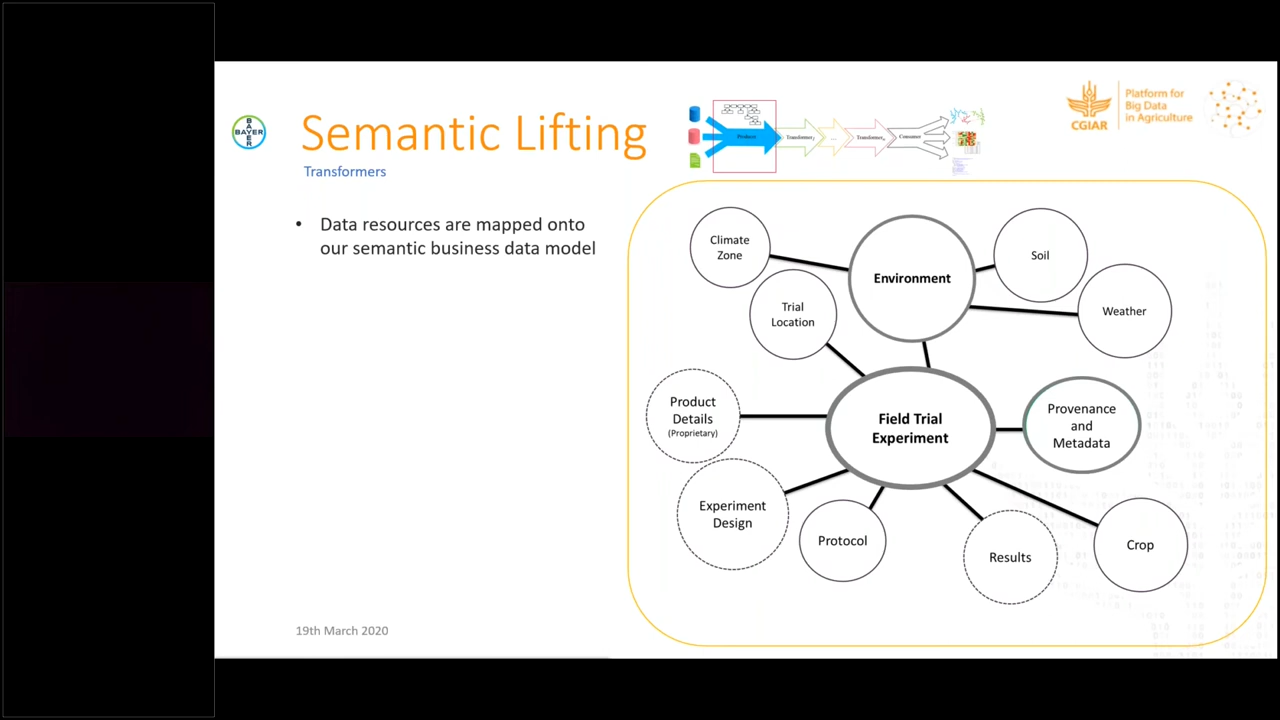 BAYER
BAYER
Semantic Lifting
Transformers
Platform for
Big Data
in Agriculture
CGIAR
• Data resources are mapped onto
our semantic business data model
Climate
Zone
Environment
Soil
Trial
Location
Weather
Product
Details
(Proprietary)
Field Trial
Experiment
Provenance
and
Metadata
Experiment
Design
Protocol
Results
Crop
19th March 2020